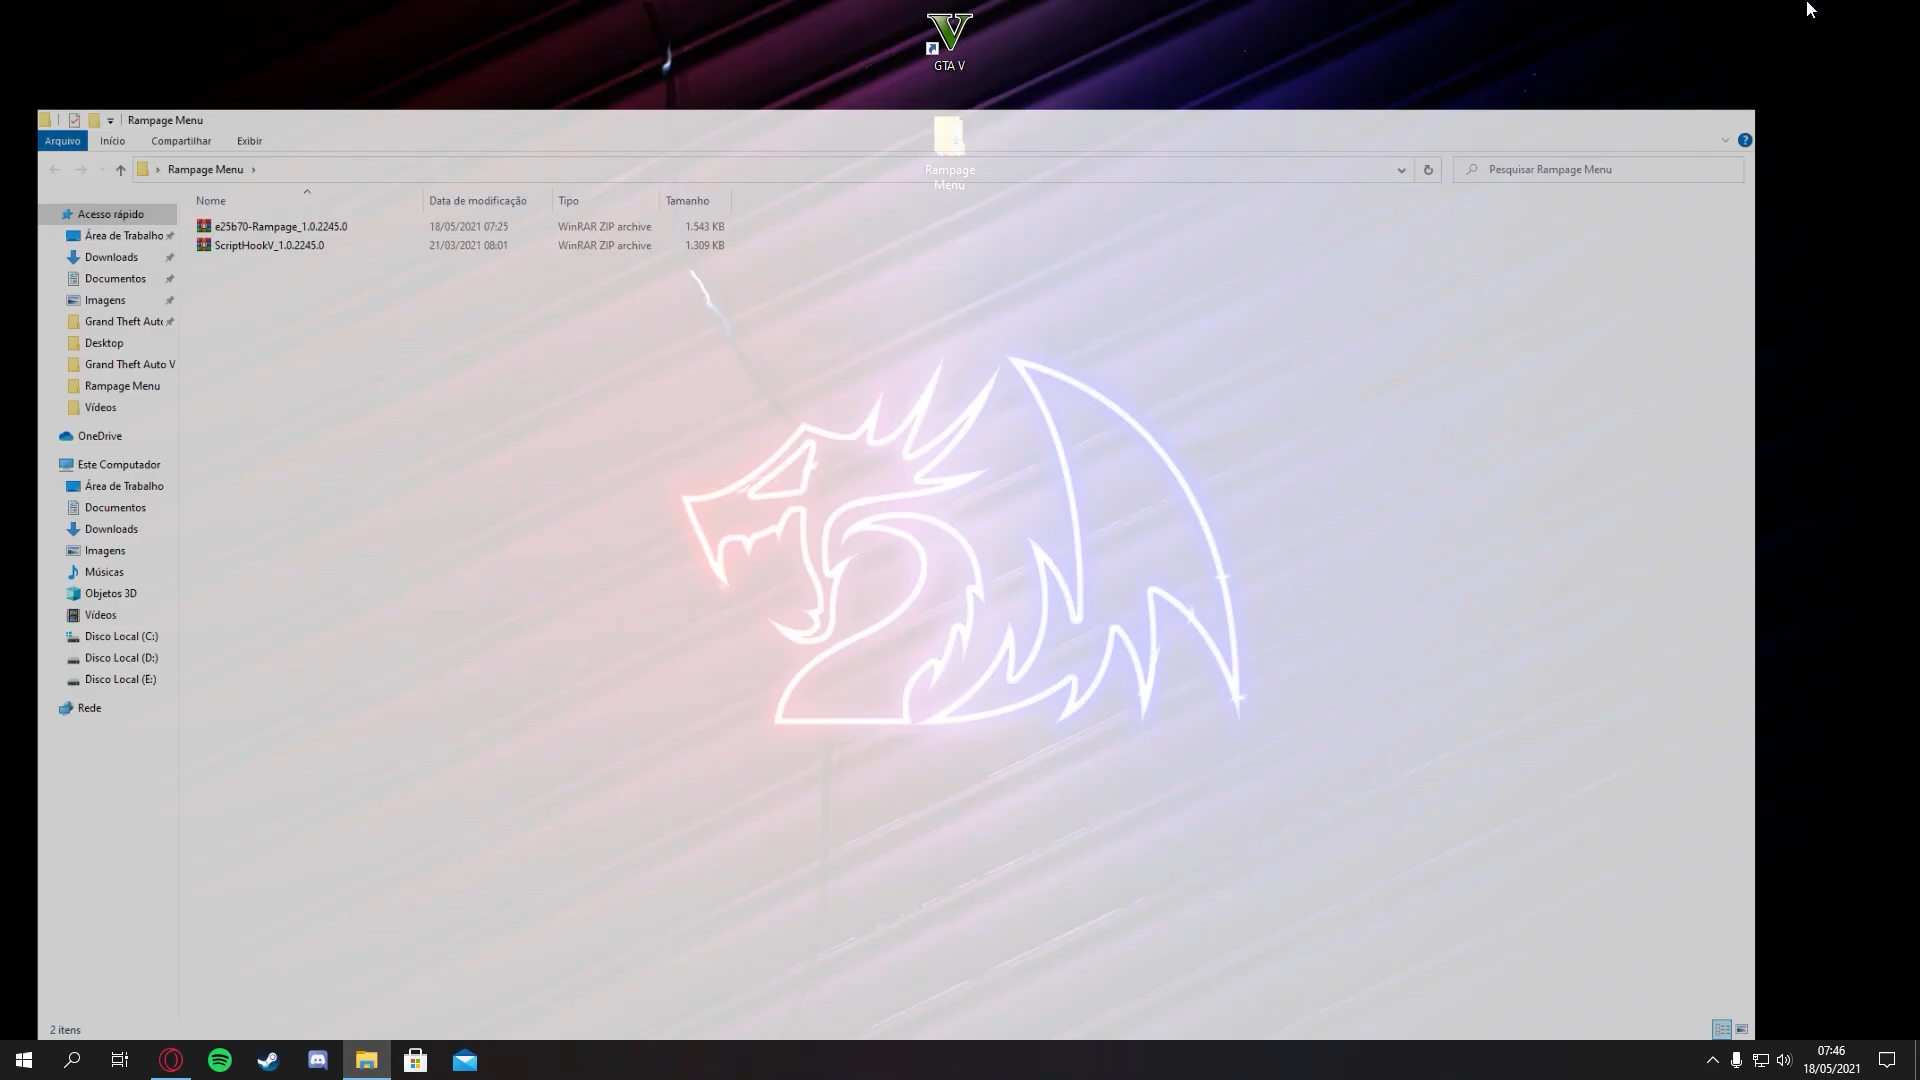 GTA V
Rampage Menu
Arquivo Início Compartilhar Exibir
Rampage
Menu
Rampage Menu
Pesquisar Rampage Menu
Nome Data de modificação Tipo Tamanho
e25b70-Rampage_1.0.2245.0 18/05/2021 07:25 WinRAR ZIP archive 1.543 KB
ScriptHookV_1.0.2245.0 21/03/2021 08:01 WinRAR ZIP archive 1.309 KB
Acesso rápido
Área de Trabalho
Downloads
Documentos
Imagens
Grand Theft Auto
Desktop
Grand Theft Auto V
Rampage Menu
Vídeos
OneDrive
Este Computador
Área de Trabalho
Documentos
Downloads
Imagens
Músicas
Objetos 3D
Vídeos
Disco Local (C:)
Disco Local (D:)
Disco Local (E:)
Rede
2 itens
07:46
18/05/2021